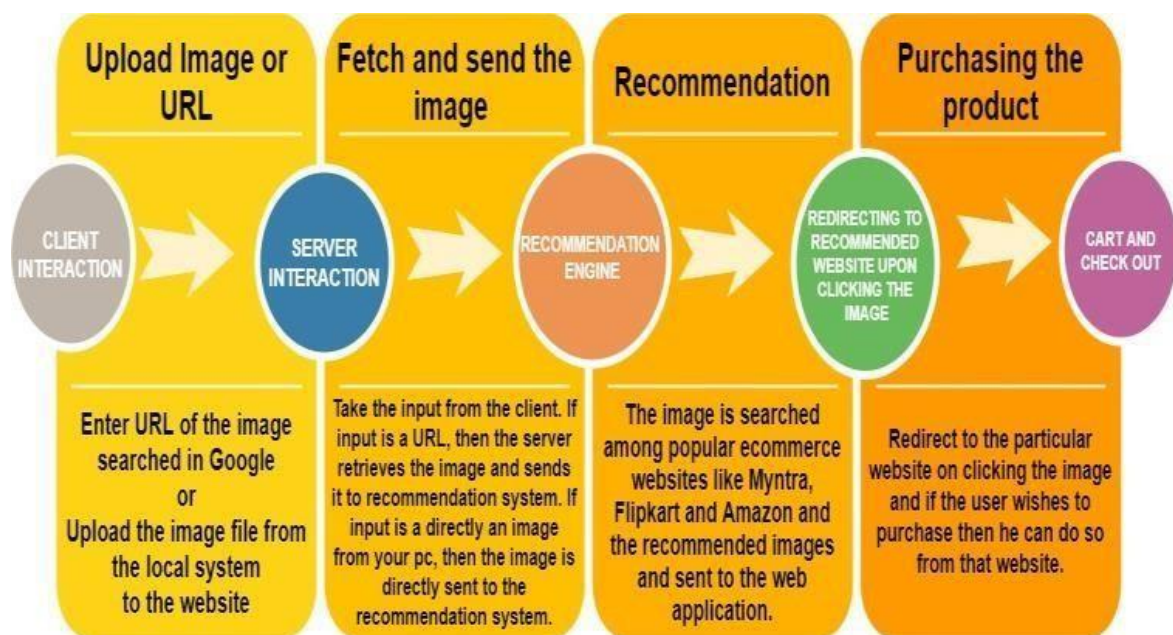 Upload Image or
URL
Fetch and send the
image
Recommendation
Purchasing the
product
CLIENT
INTERACTION
SERVER
INTERACTION
RECOMMENDATION
ENGINE
REDIRECTING TO
RECOMMENDED
WEBSITE UPON
CLICKING THE
IMAGE
CART AND
CHECK OUT
Enter URL of the image
searched in Google
or
Upload the image file from
the local system
to the website
Take the input from the client. If
input is a URL, then the server
retrieves the image and sends
it to recommendation system. If
input is a directly an image
from your pc, then the image is
directly sent to the
recommendation system.
The image is searched
among popular ecommerce
websites like Myntra,
Flipkart and Amazon and
the recommended images
and sent to the web
application.
Redirect to the particular
website on clicking the image
and if the user wishes to
purchase then he can do so
from that website.